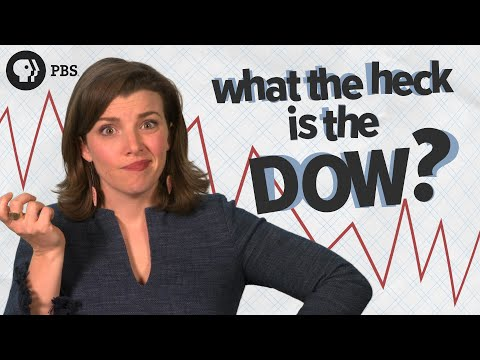 PBS
what the heck
is the
DOW?